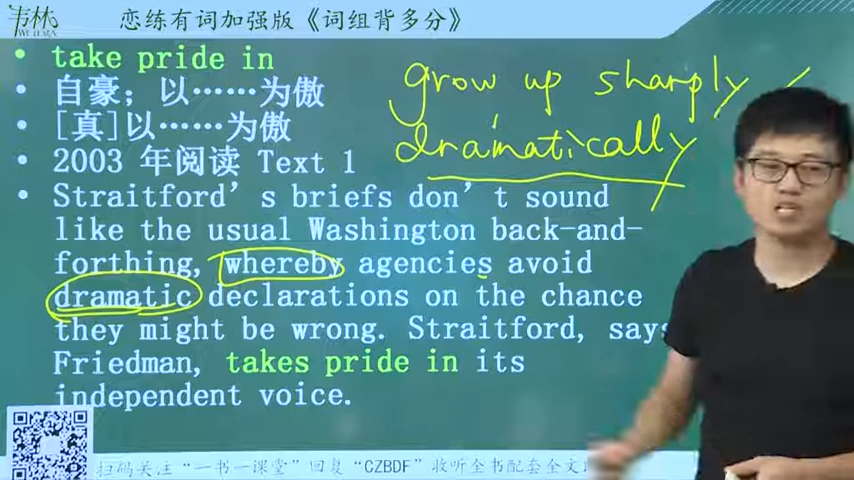 韦林
WE LEARN
恋练有词加强版《词组背多分》
• take pride in
• 自豪；以……为傲
• [真]以……为傲
• 2003 年阅读 Text 1
• Straitford’s briefs don’t sound
like the usual Washington back-and-
forthing, whereby agencies avoid
dramatic declarations on the chance
they might be wrong. Straitford, says
Friedman, takes pride in its
independent voice.
grow up sharply
dramatically
扫码关注“一书一课堂”回复“CZBDF”收听全书配套全文